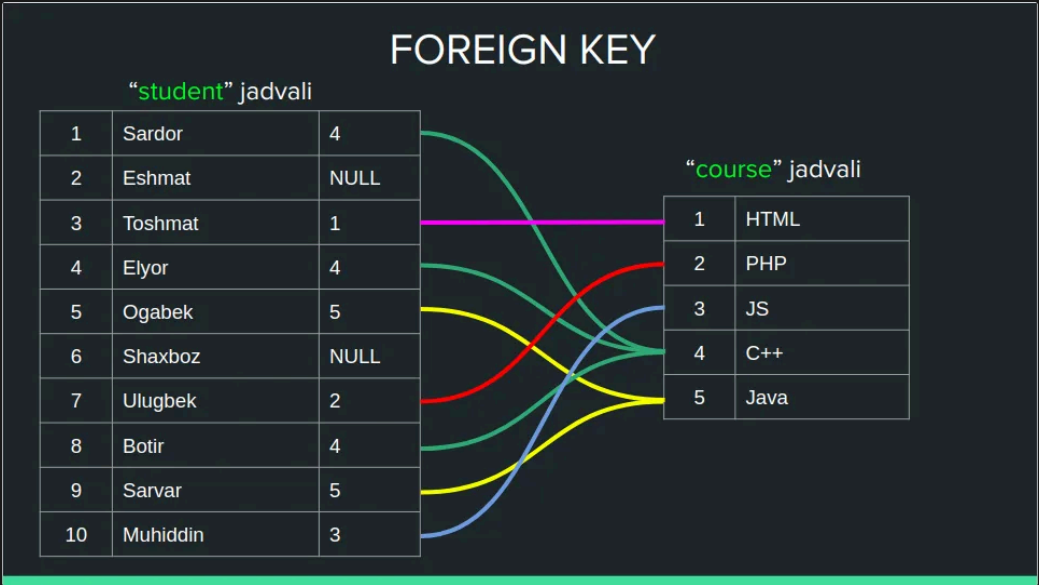 FOREIGN KEY
“student” jadvali
1 Sardor 4
2 Eshmat NULL
3 Toshmat 1
4 Elyor 4
5 Ogabek 5
6 Shaxboz NULL
7 Ulugbek 2
8 Botir 4
9 Sarvar 5
10 Muhiddin 3
“course” jadvali
1 HTML
2 PHP
3 JS
4 C++
5 Java